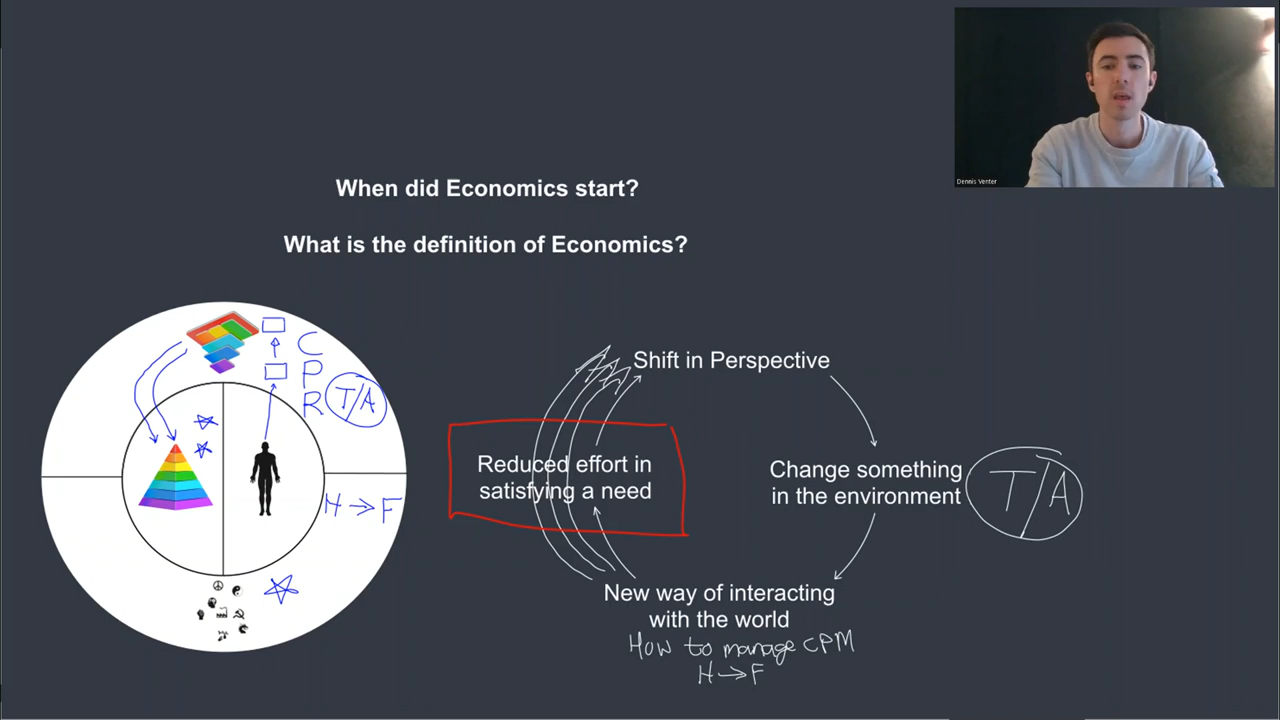 Dennis Venter
When did Economics start?
What is the definition of Economics?
C
P
R
T/A
H → F
Shift in Perspective
Change something
in the environment
T/A
New way of interacting
with the world
How to manage CPM
H → F
Reduced effort in
satisfying a need